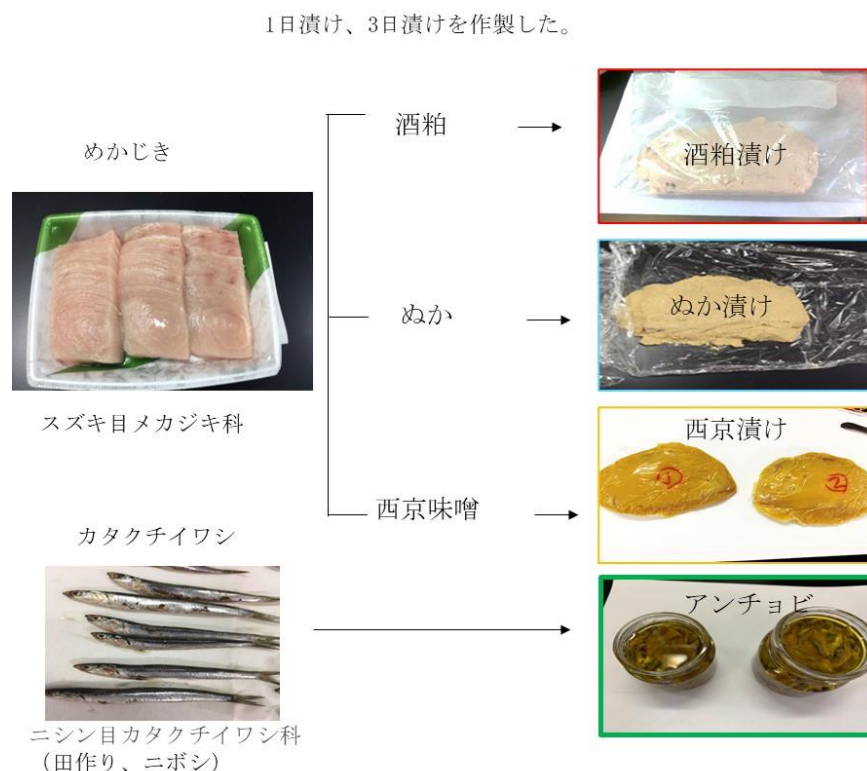 1日漬け、3日漬けを作製した。
めかじき
スズキ目メカジキ科
酒粕
酒粕漬け
ぬか
ぬか漬け
西京味噌
西京漬け
①
②
カタクチイワシ
アンチョビ
ニシン目カタクチイワシ科
（田作り、ニボシ）